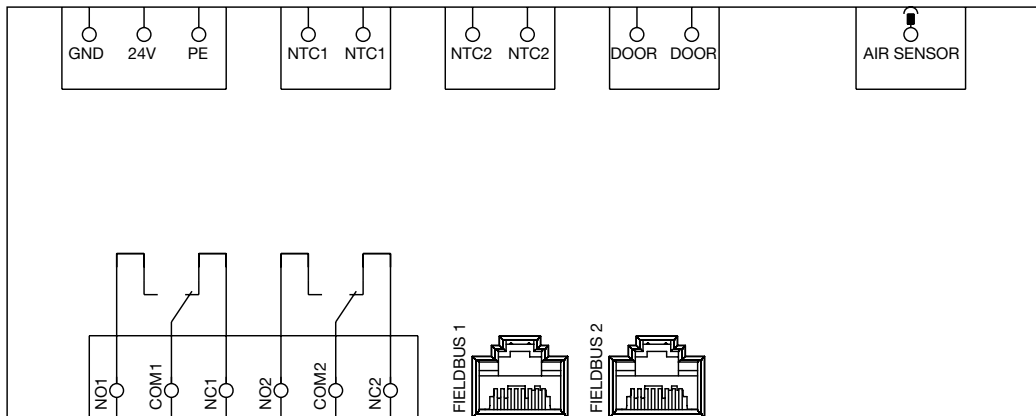 GND 24V PE NTC1 NTC1 NTC2 NTC2 DOOR DOOR AIR SENSOR
NO1 COM1 NC1 NO2 COM2 NC2 FIELDBUS 1 FIELDBUS 2